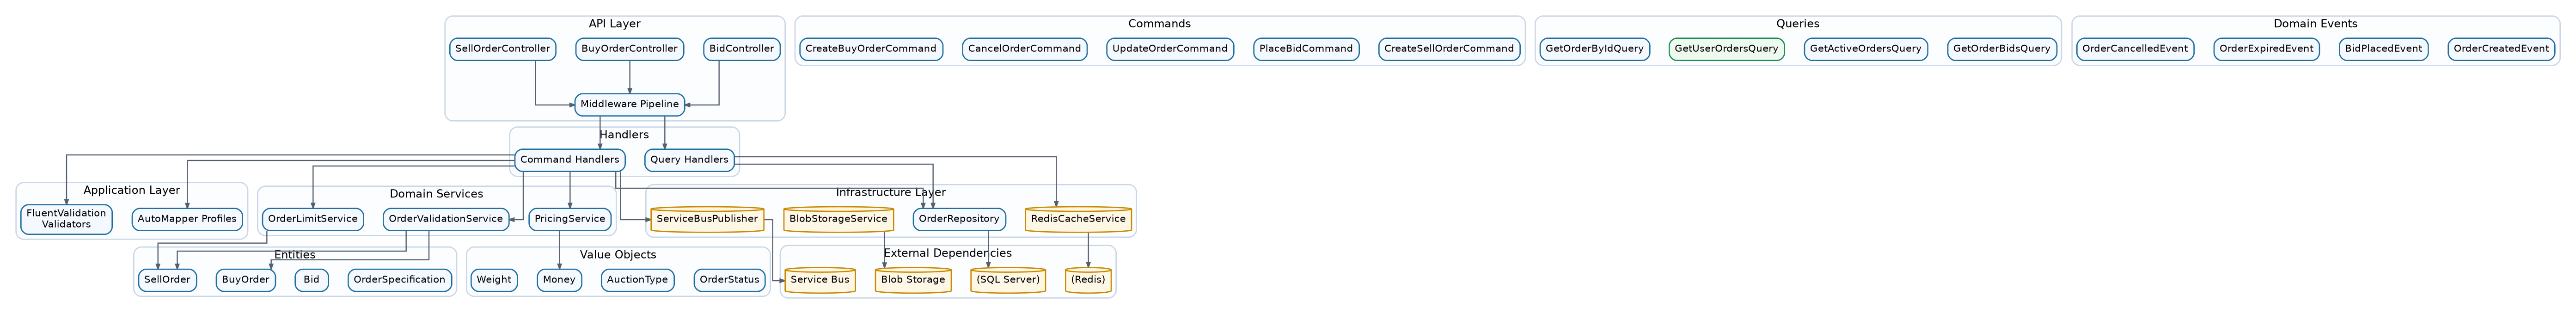 API Layer
SellOrderController
BuyOrderController
BidController
Middleware Pipeline
Commands
CreateBuyOrderCommand
CancelOrderCommand
UpdateOrderCommand
PlaceBidCommand
CreateSellOrderCommand
Queries
GetOrderByIdQuery
GetUserOrdersQuery
GetActiveOrdersQuery
GetOrderBidsQuery
Domain Events
OrderCancelledEvent
OrderExpiredEvent
BidPlacedEvent
OrderCreatedEvent
Handlers
Command Handlers
Query Handlers
Application Layer
FluentValidation
Validators
AutoMapper Profiles
Domain Services
OrderLimitService
OrderValidationService
PricingService
Infrastructure Layer
ServiceBusPublisher
BlobStorageService
OrderRepository
RedisCacheService
Entities
SellOrder
BuyOrder
Bid
OrderSpecification
Value Objects
Weight
Money
AuctionType
OrderStatus
External Dependencies
Service Bus
Blob Storage
(SQL Server)
(Redis)